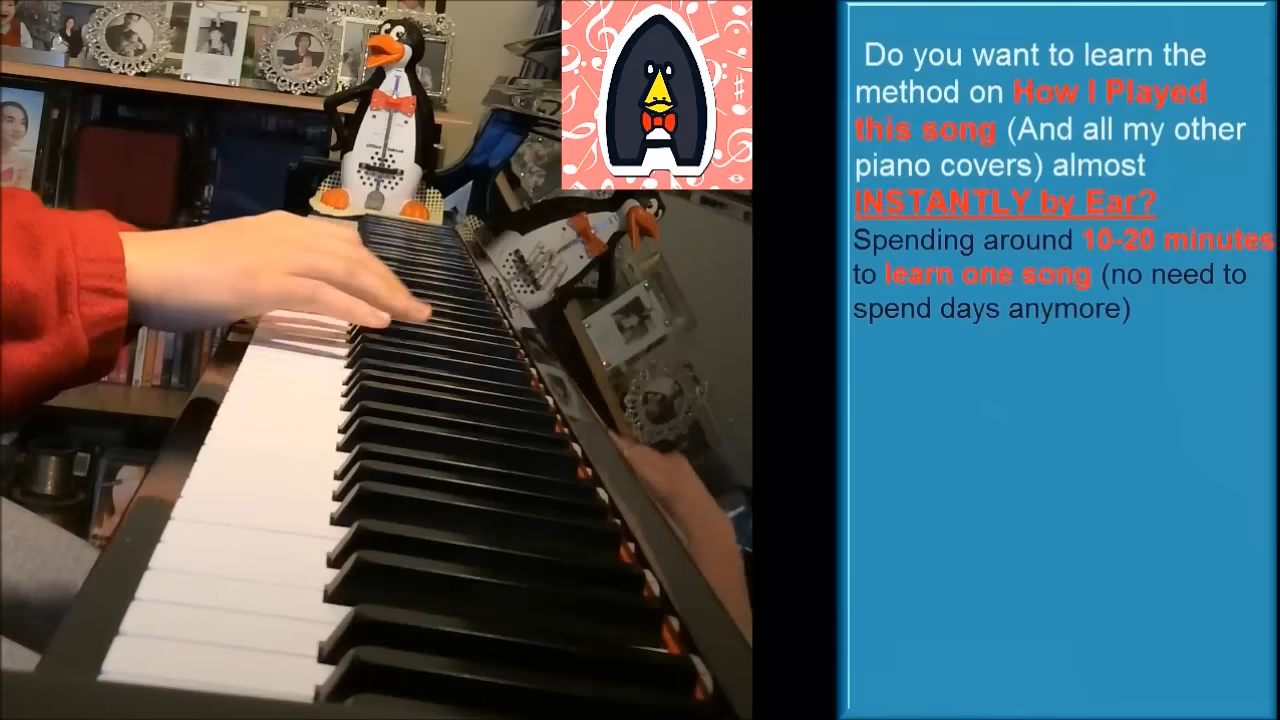 Do you want to learn the
method on How I Played
this song (And all my other
piano covers) almost
INSTANTLY by Ear?
Spending around 10-20 minutes
to learn one song (no need to
spend days anymore)